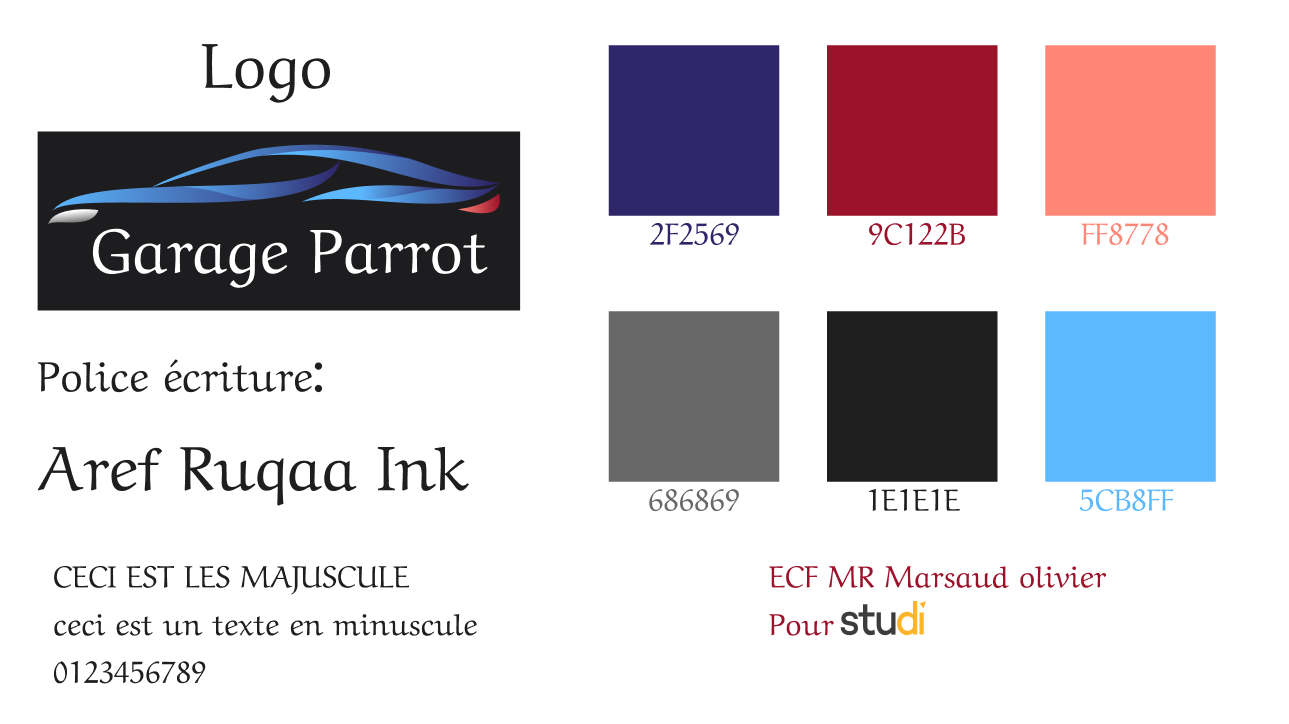 Logo
Garage Parrot
Police écriture:
Aref Ruqaa Ink
CECI EST LES MAJUSCULE
ceci est un texte en minuscule
0123456789
2F2569
9C122B
FF8778
686869
1E1E1E
5CB8FF
ECF MR Marsaud olivier
Pour studi